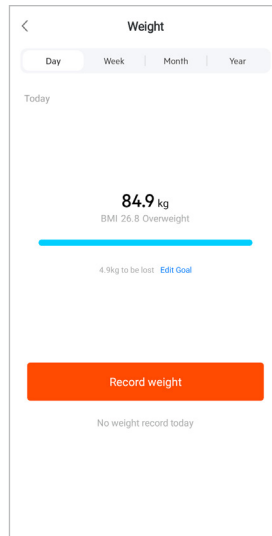 Weight
Day Week Month Year
Today
84.9 kg
BMI 26.8 Overweight
4.9kg to be lost Edit Goal
Record weight
No weight record today